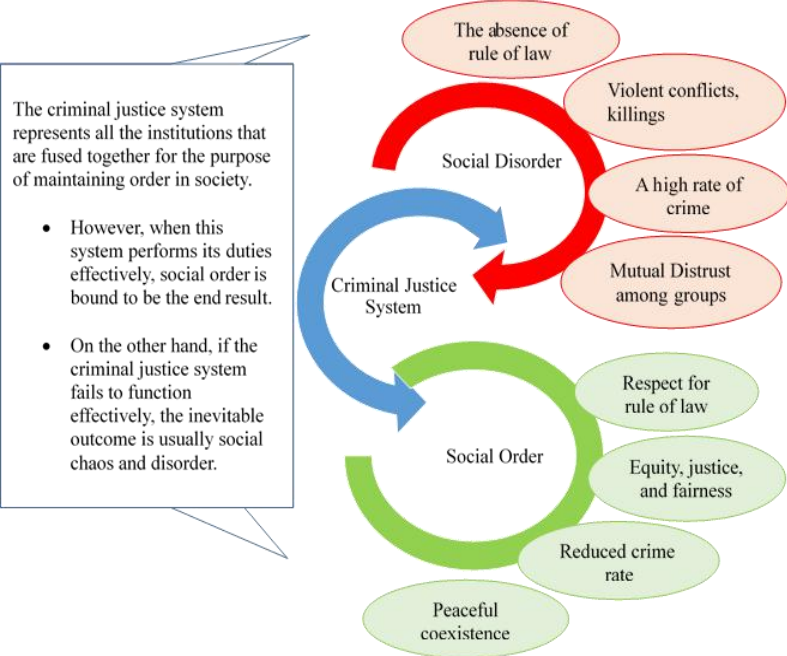 The criminal justice system
represents all the institutions that
are fused together for the purpose
of maintaining order in society.
• However, when this
system performs its duties
effectively, social order is
bound to be the end result.
• On the other hand, if the
criminal justice system
fails to function
effectively, the inevitable
outcome is usually social
chaos and disorder.
The absence of
rule of law
Violent conflicts,
killings
Social Disorder
A high rate of
crime
Mutual Distrust
among groups
Criminal Justice
System
Respect for
rule of law
Social Order
Equity, justice,
and fairness
Reduced crime
rate
Peaceful
coexistence